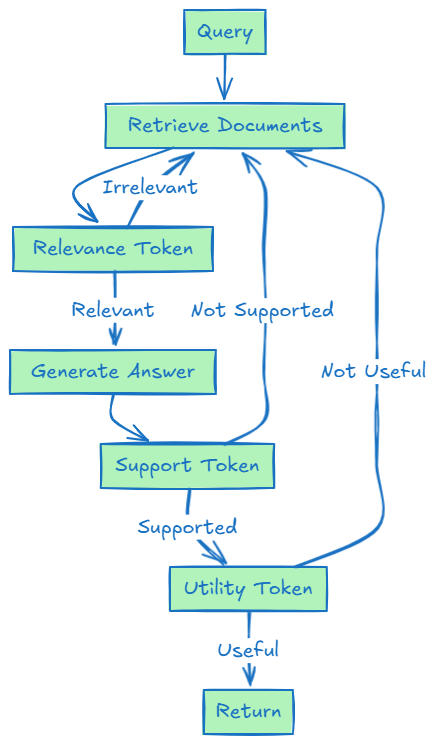 Query
Retrieve Documents
Irrelevant
Relevance Token
Relevant
Not Supported
Generate Answer
Not Useful
Support Token
Supported
Utility Token
Useful
Return